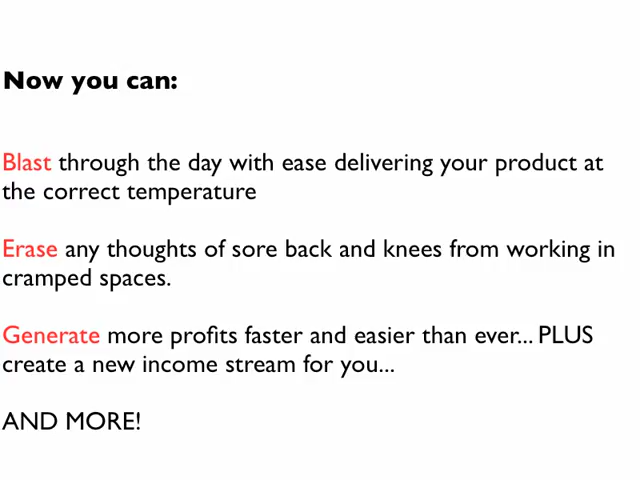 Now you can:
Blast through the day with ease delivering your product at
the correct temperature
Erase any thoughts of sore back and knees from working in
cramped spaces.
Generate more profits faster and easier than ever... PLUS
create a new income stream for you...
AND MORE!